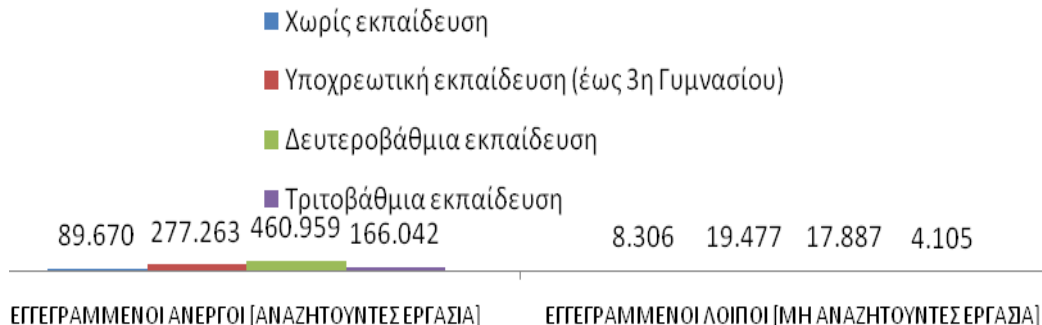 Χωρίς εκπαίδευση
Υποχρεωτική εκπαίδευση (έως 3η Γυμνασίου)
Δευτεροβάθμια εκπαίδευση
Τριτοβάθμια εκπαίδευση
89.670 277.263 460.959 166.042 8.306 19.477 17.887 4.105
ΕΓΓΕΓΡΑΜΜΕΝΟΙ ΑΝΕΡΓΟΙ [ΑΝΑΖΗΤΟΥΝΤΕΣ ΕΡΓΑΣΙΑ] ΕΓΓΕΓΡΑΜΜΕΝΟΙ ΛΟΙΠΟΙ [ΜΗ ΑΝΑΖΗΤΟΥΝΤΕΣ ΕΡΓΑΣΙΑ]